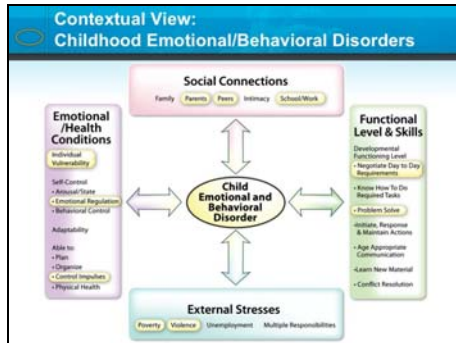 Contextual View:
Childhood Emotional/Behavioral Disorders
Social Connections
Family Parents Peers Intimacy School/Work
Emotional
/Health
Conditions
Individual
Vulnerability
Self-Control
• Arousal/State
• Emotional Regulation
• Behavioral Control
Adaptability
Able to:
• Plan
• Organize
• Control Impulses
• Physical Health
Child
Emotional and
Behavioral
Disorder
Functional
Level & Skills
Developmental
Functioning Level
• Negotiate Day to Day
Requirements
• Know How To Do
Required Tasks
• Problem Solve
•Initiate, Response
& Maintain Actions
• Age Appropriate
Communication
•Learn New Material
• Conflict Resolution
External Stresses
Poverty Violence Unemployment Multiple Responsibilities